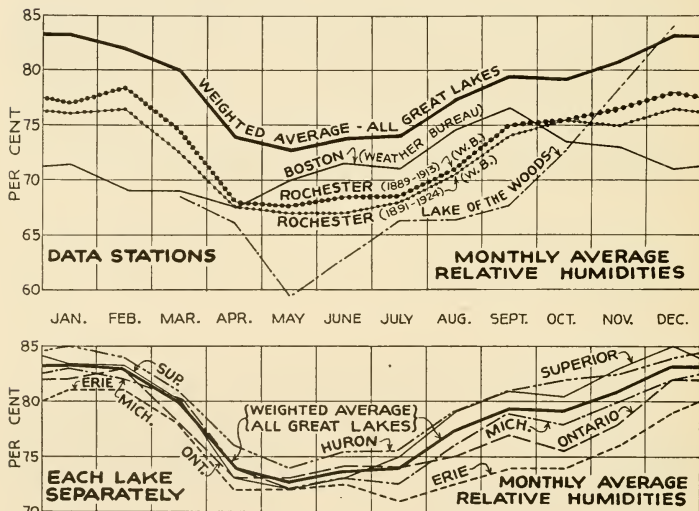 85
80
75
70
65
60
PER CENT
WEIGHTED AVERAGE - ALL GREAT LAKES
BOSTON (WEATHER BUREAU)
ROCHESTER (1889-1913) (W.B.)
ROCHESTER (1891-1924) (W.B.)
LAKE OF THE WOODS
DATA STATIONS
MONTHLY AVERAGE
RELATIVE HUMIDITIES
JAN. FEB. MAR. APR. MAY JUNE JULY AUG. SEPT. OCT. NOV. DEC.
85
80
75
70
PER CENT
SUP.
ERIE
MICH.
ONT.
WEIGHTED AVERAGE
ALL GREAT LAKES
HURON
SUPERIOR
MICH.
ONTARIO
ERIE
EACH LAKE
SEPARATELY
MONTHLY AVERAGE
RELATIVE HUMIDITIES